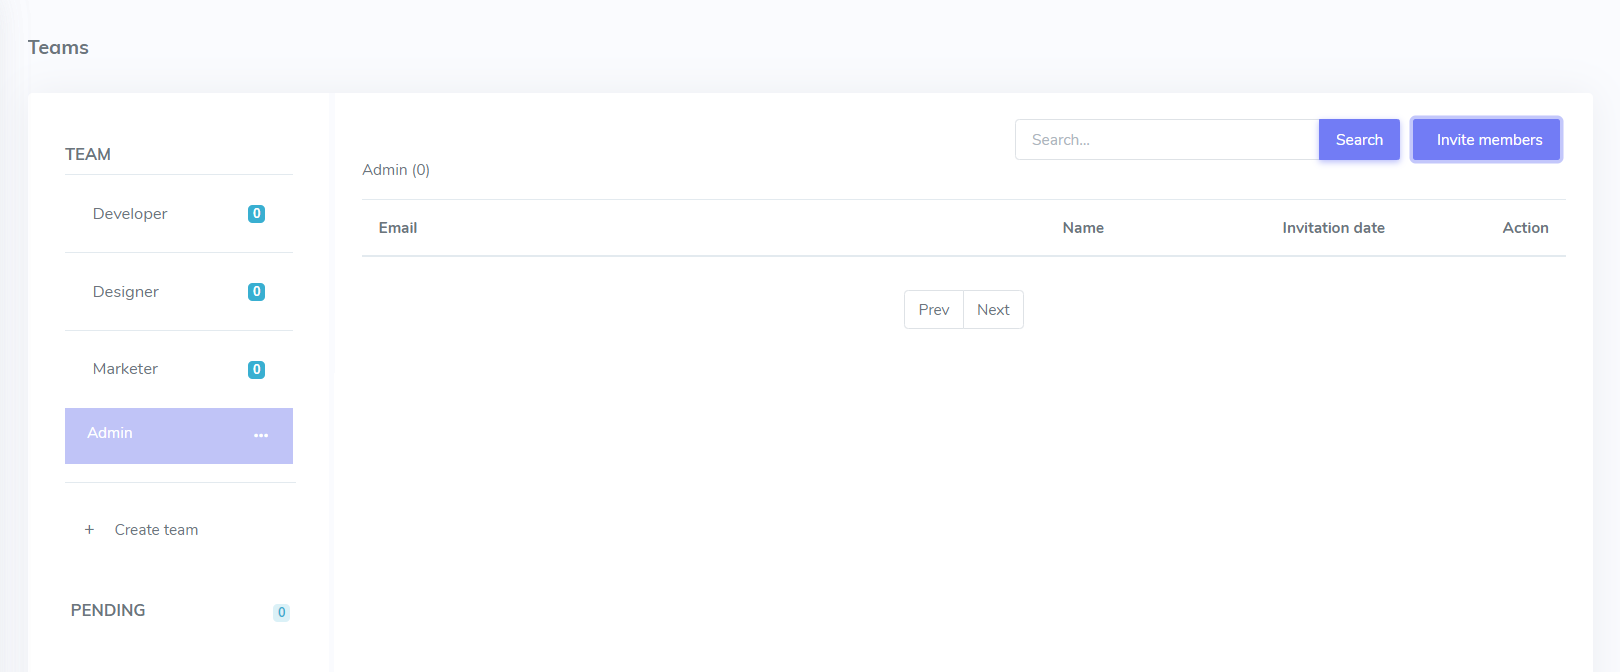 Teams
TEAM
Developer 0
Designer 0
Marketer 0
Admin ...
+ Create team
PENDING 0
Search... Search Invite members
Admin (0)
Email Name Invitation date Action
Prev Next